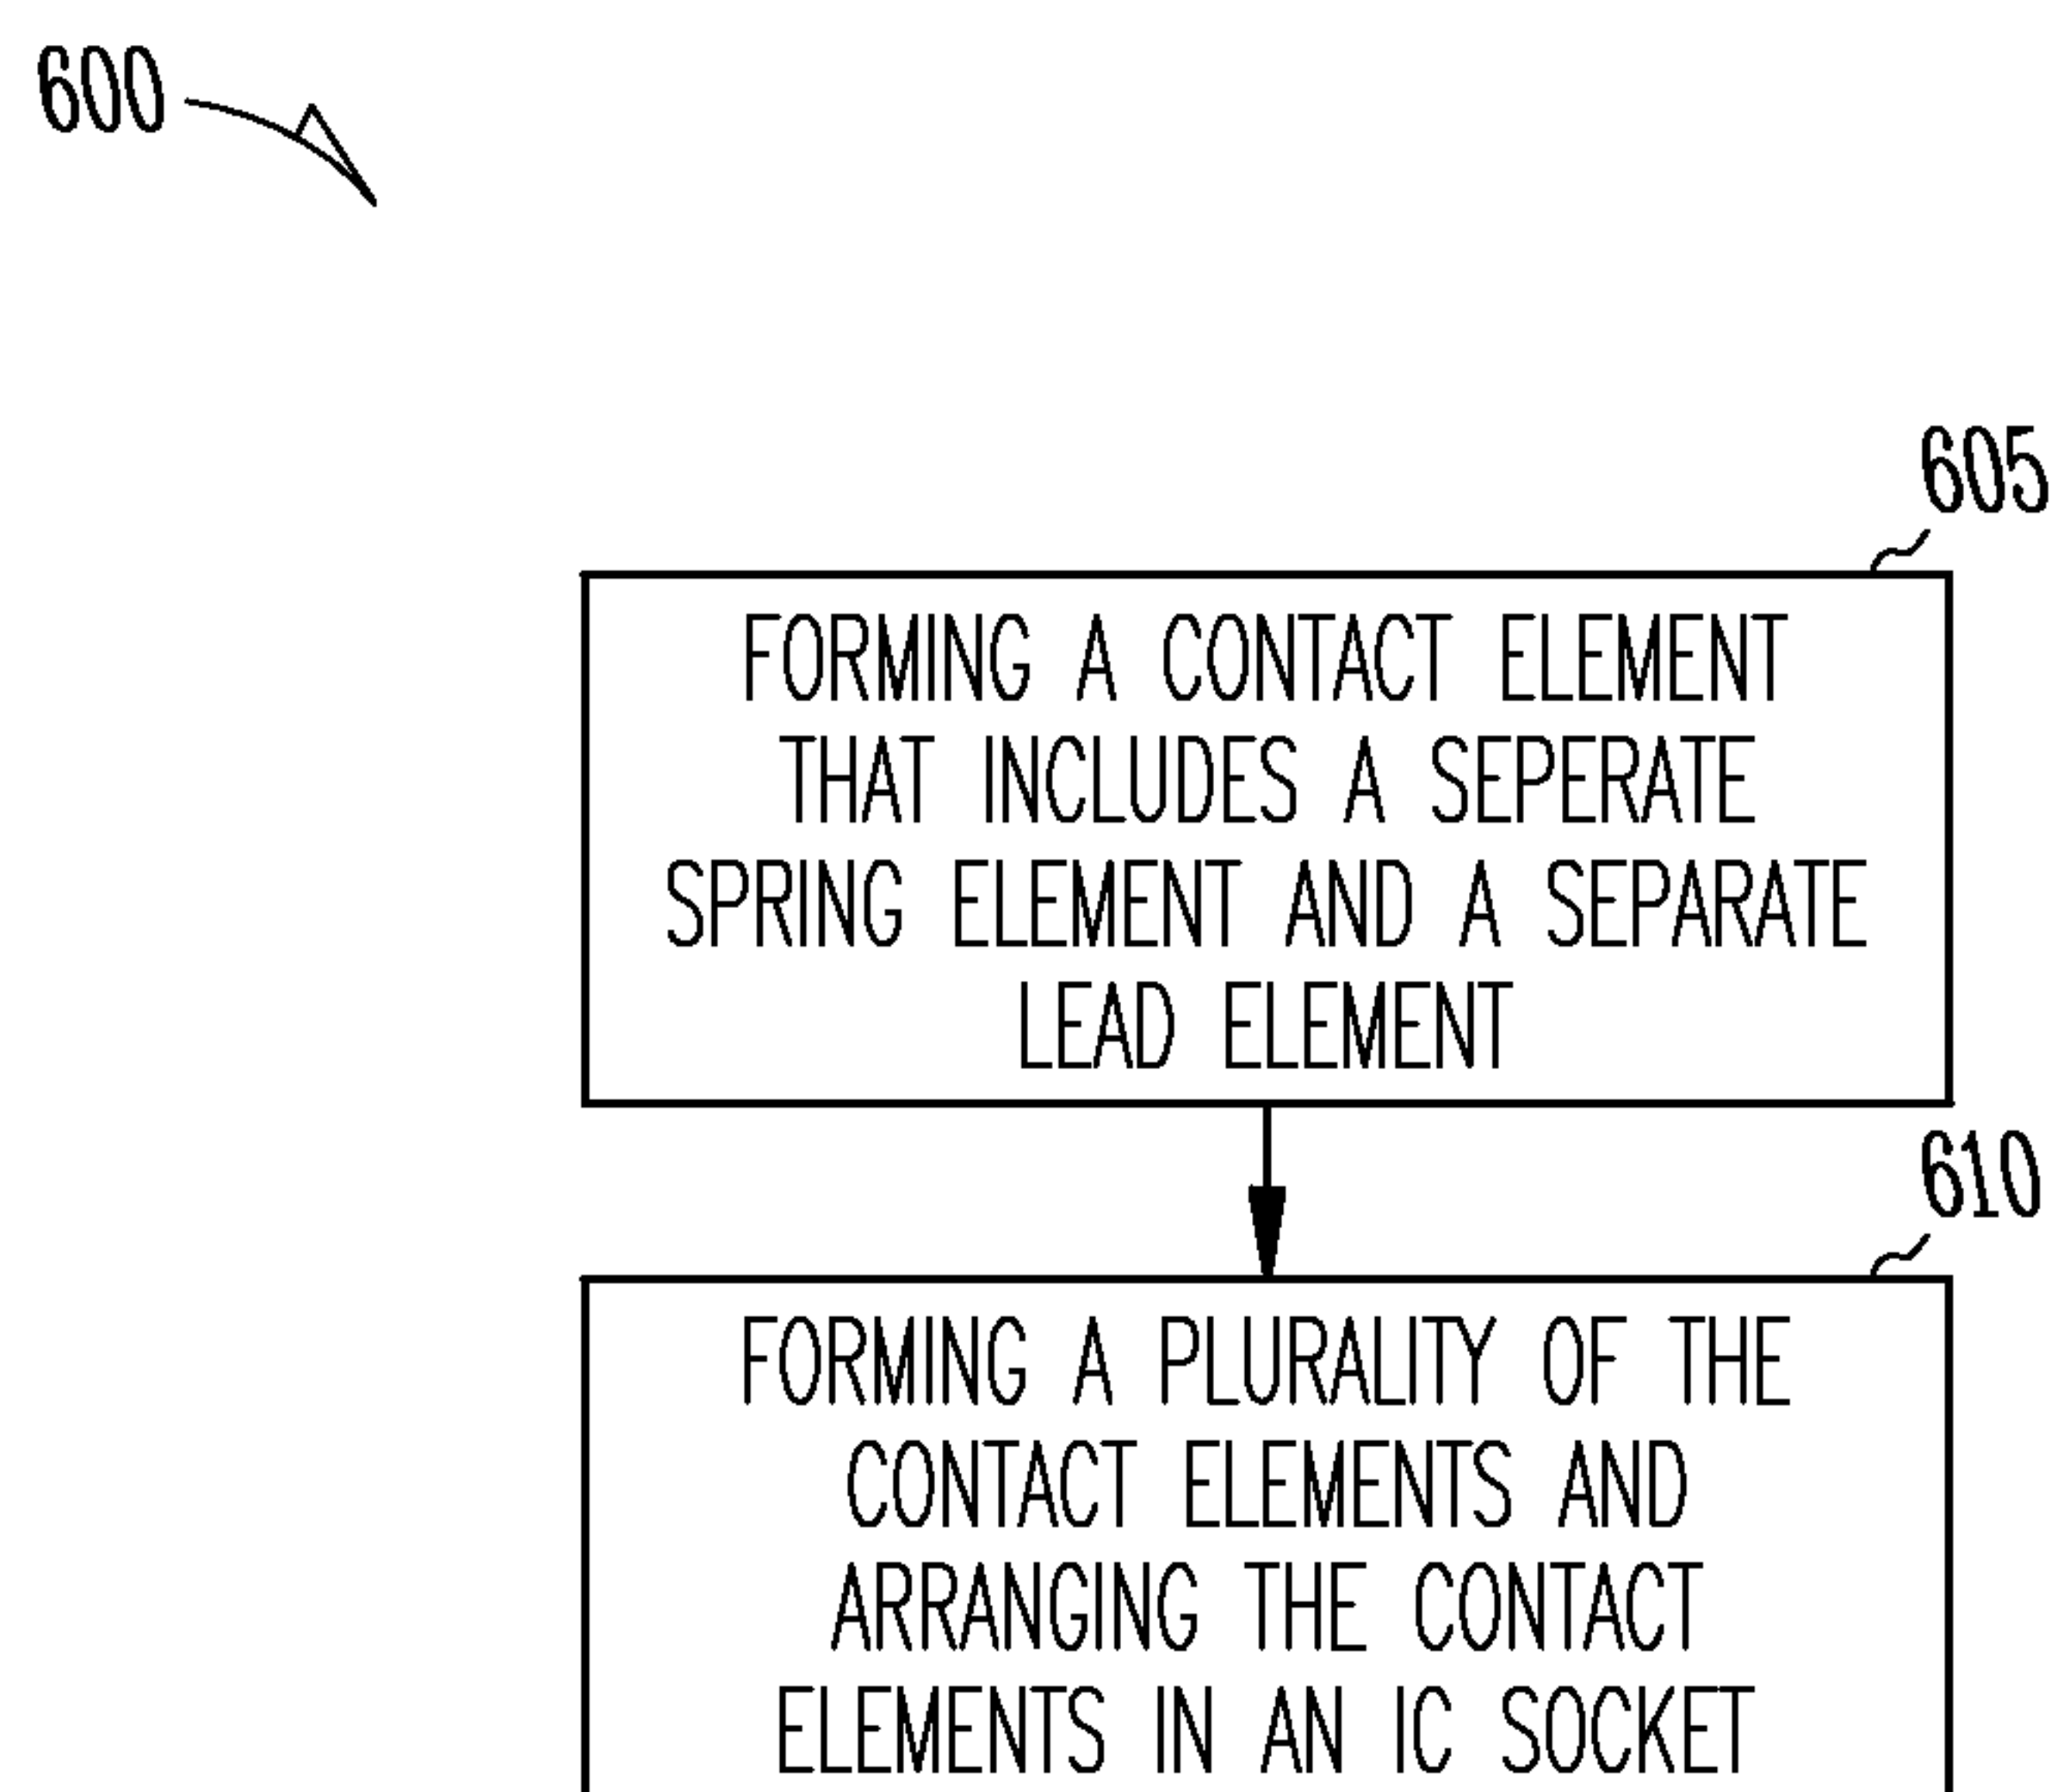 600
605
FORMING A CONTACT ELEMENT
THAT INCLUDES A SEPERATE
SPRING ELEMENT AND A SEPARATE
LEAD ELEMENT
610
FORMING A PLURALITY OF THE
CONTACT ELEMENTS AND
ARRANGING THE CONTACT
ELEMENTS IN AN IC SOCKET